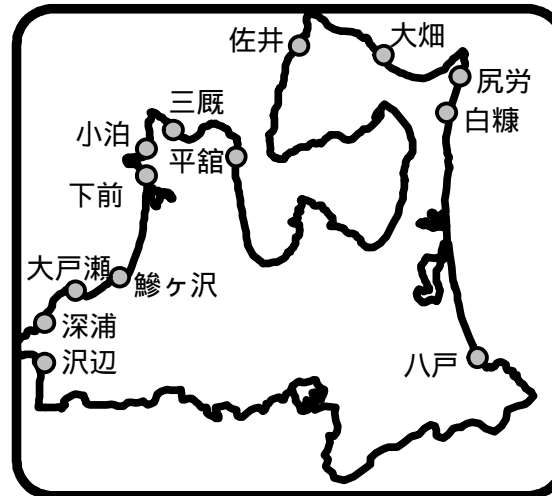 佐井
大畑
尻労
三厩
白糠
小泊
平舘
下前
大戸瀬
鰺ヶ沢
深浦
沢辺
八戸